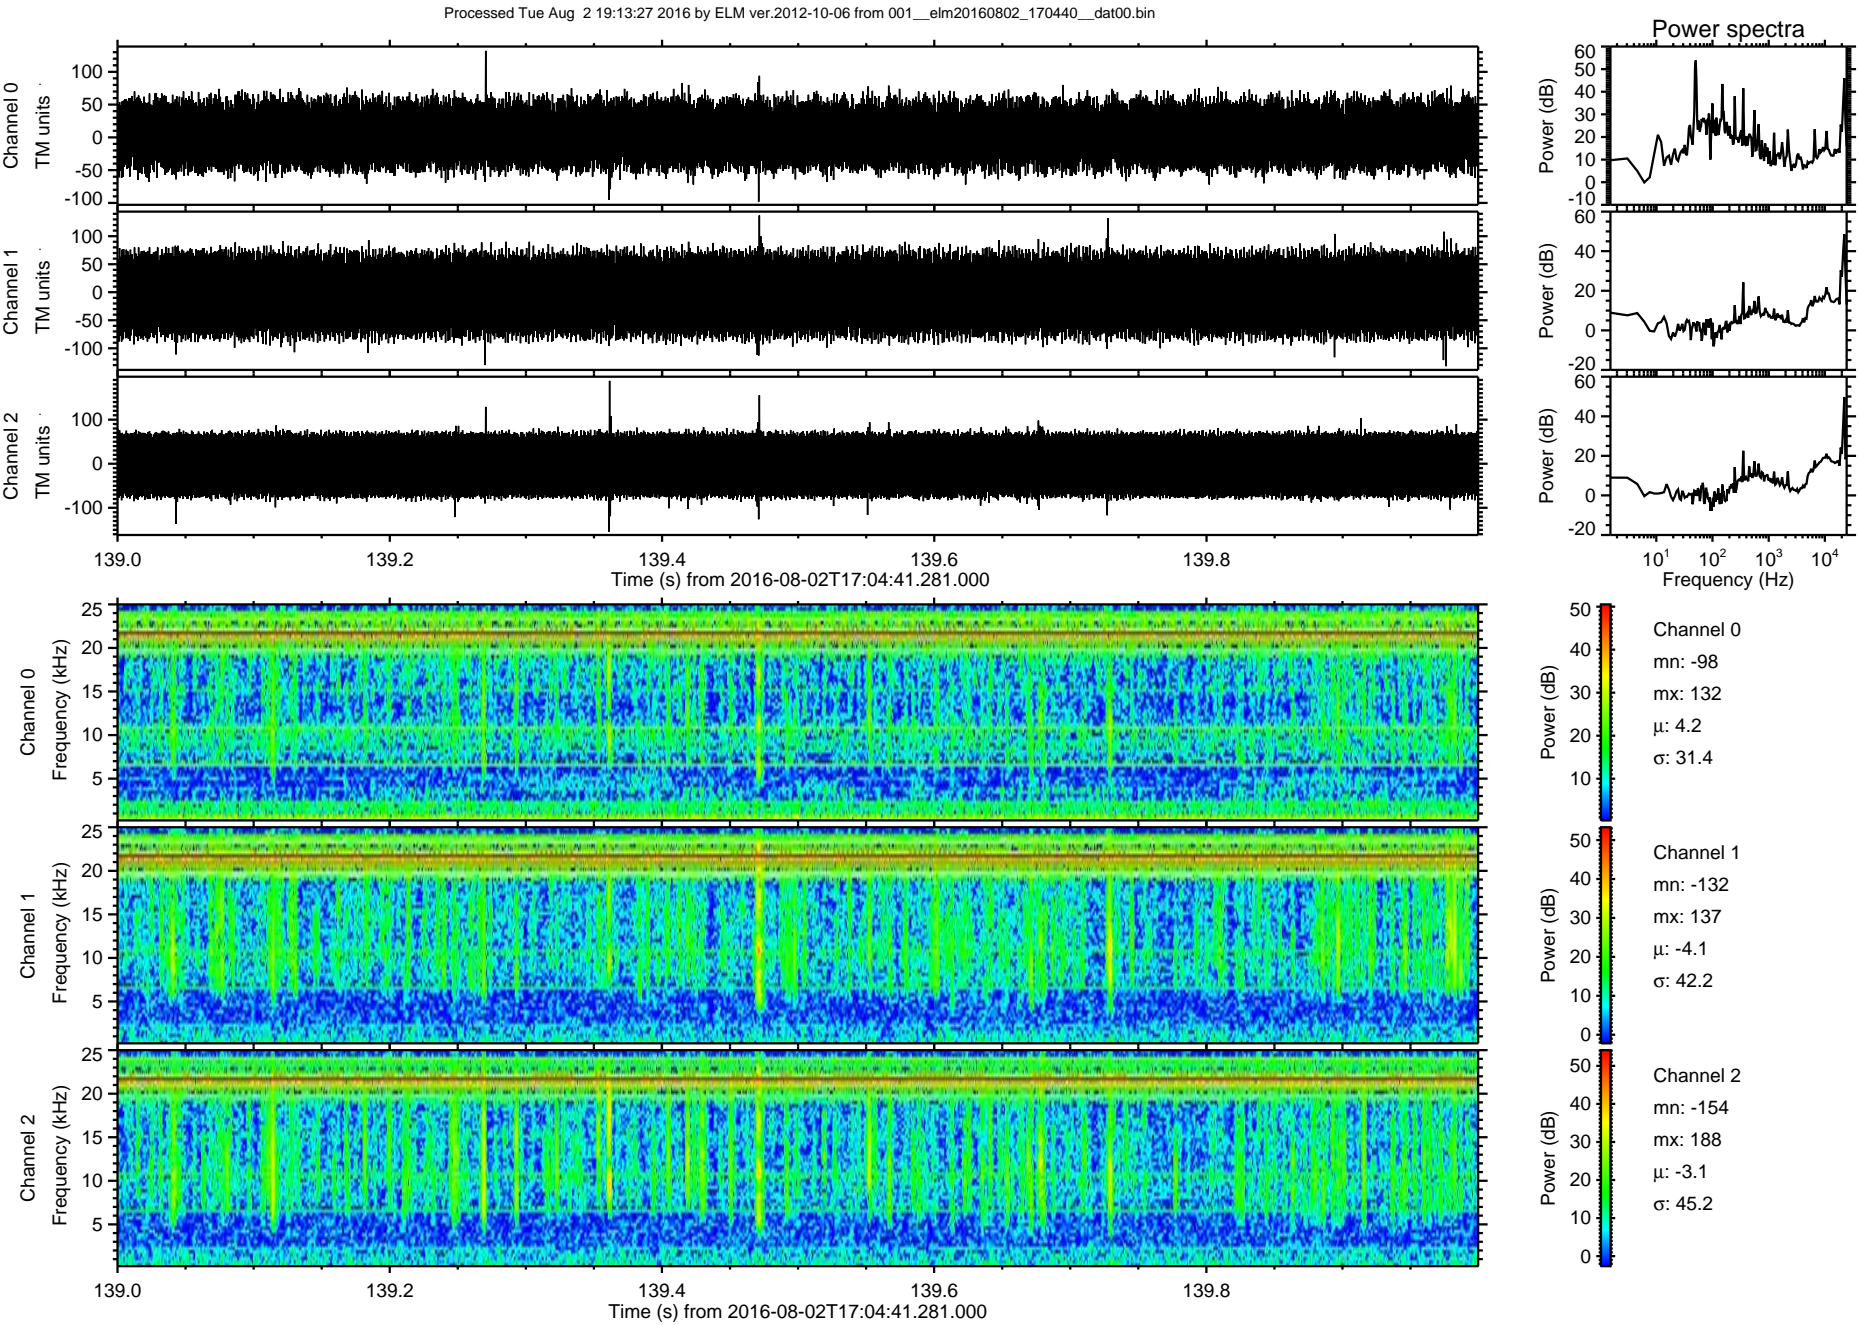 Processed Tue Aug  2 19:13:27 2016 by ELM ver.2012-10-06 from 001__elm20160802_170440__dat00.bin
Power spectra
Channel 0
TM units
100
50
0
-50
-100
Power (dB)
60
50
40
30
20
10
0
-10
Channel 1
TM units
100
50
0
-50
-100
Power (dB)
60
40
20
0
-20
Channel 2
TM units
100
0
-100
Power (dB)
60
40
20
0
-20
139.0 139.2 139.4 139.6 139.8
Time (s) from 2016-08-02T17:04:41.281.000
10¹ 10² 10³ 10⁴
Frequency (Hz)
Channel 0
Frequency (kHz)
25
20
15
10
5
Power (dB)
50
40
30
20
10
Channel 0
mn: -98
mx: 132
μ: 4.2
σ: 31.4
Channel 1
Frequency (kHz)
25
20
15
10
5
Power (dB)
50
40
30
20
10
0
Channel 1
mn: -132
mx: 137
μ: -4.1
σ: 42.2
Channel 2
Frequency (kHz)
25
20
15
10
5
Power (dB)
50
40
30
20
10
0
Channel 2
mn: -154
mx: 188
μ: -3.1
σ: 45.2
139.0 139.2 139.4 139.6 139.8
Time (s) from 2016-08-02T17:04:41.281.000